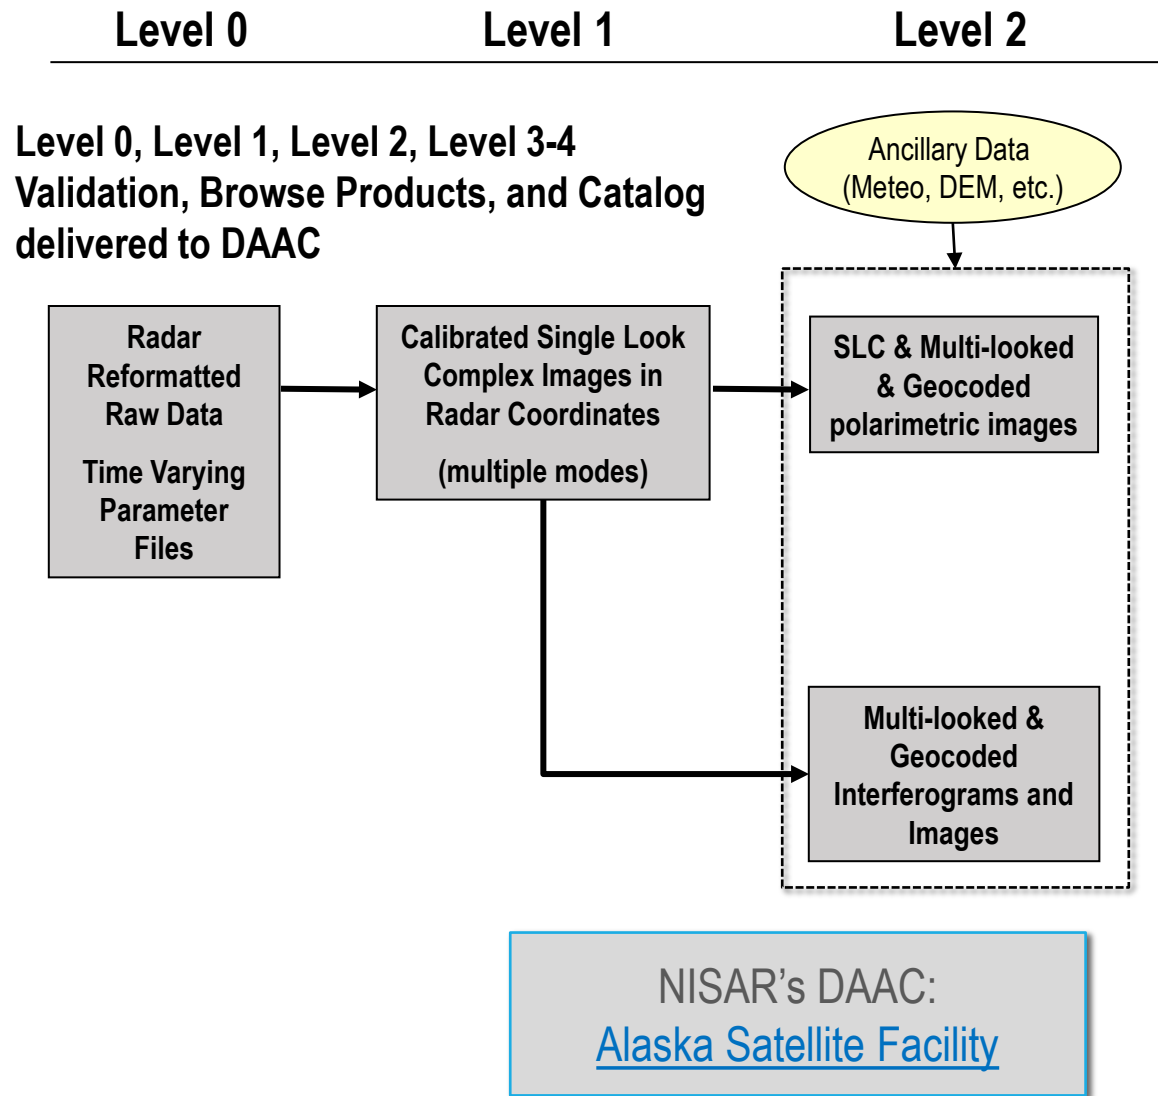 Level 0
Level 1
Level 2
Level 0, Level 1, Level 2, Level 3-4
Validation, Browse Products, and Catalog
delivered to DAAC
Ancillary Data
(Meteo, DEM, etc.)
Radar
Reformatted
Raw Data
Time Varying
Parameter
Files
Calibrated Single Look
Complex Images in
Radar Coordinates
(multiple modes)
SLC & Multi-looked
& Geocoded
polarimetric images
Multi-looked &
Geocoded
Interferograms and
Images
NISAR's DAAC:
Alaska Satellite Facility